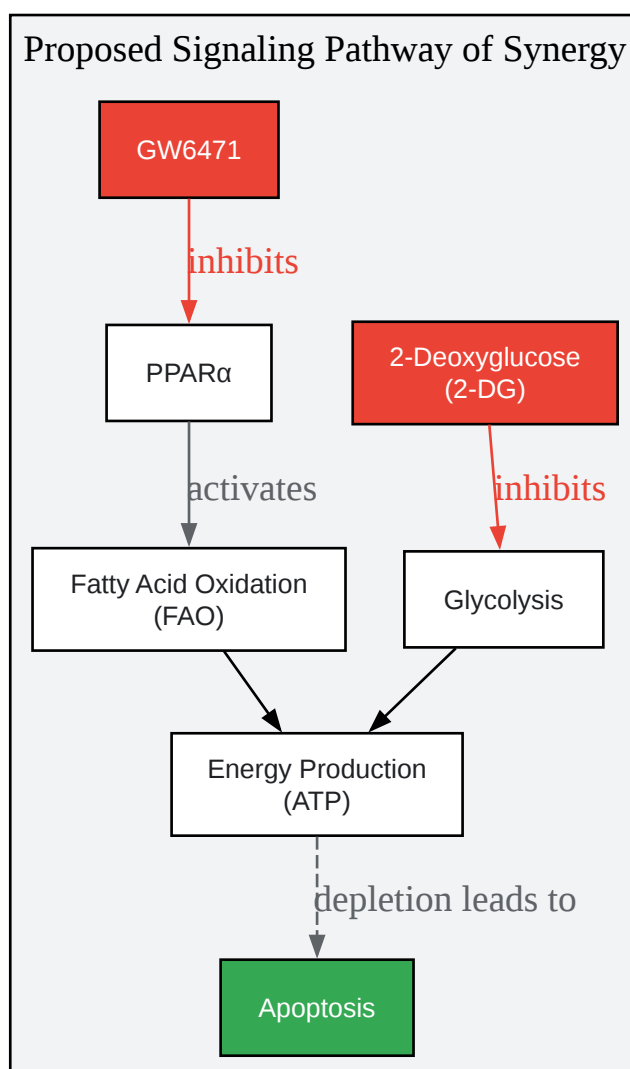 Proposed Signaling Pathway of Synergy
GW6471
inhibits
PPARα
2-Deoxyglucose
(2-DG)
activates
inhibits
Fatty Acid Oxidation
(FAO)
Glycolysis
Energy Production
(ATP)
depletion leads to
Apoptosis